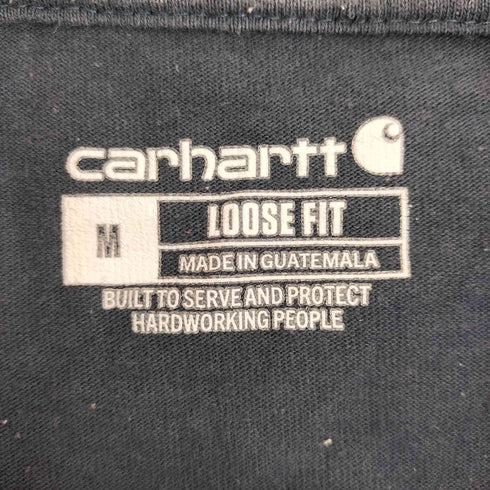 carhartt
M
LOOSE FIT
MADE IN GUATEMALA
BUILT TO SERVE AND PROTECT
HARDWORKING PEOPLE